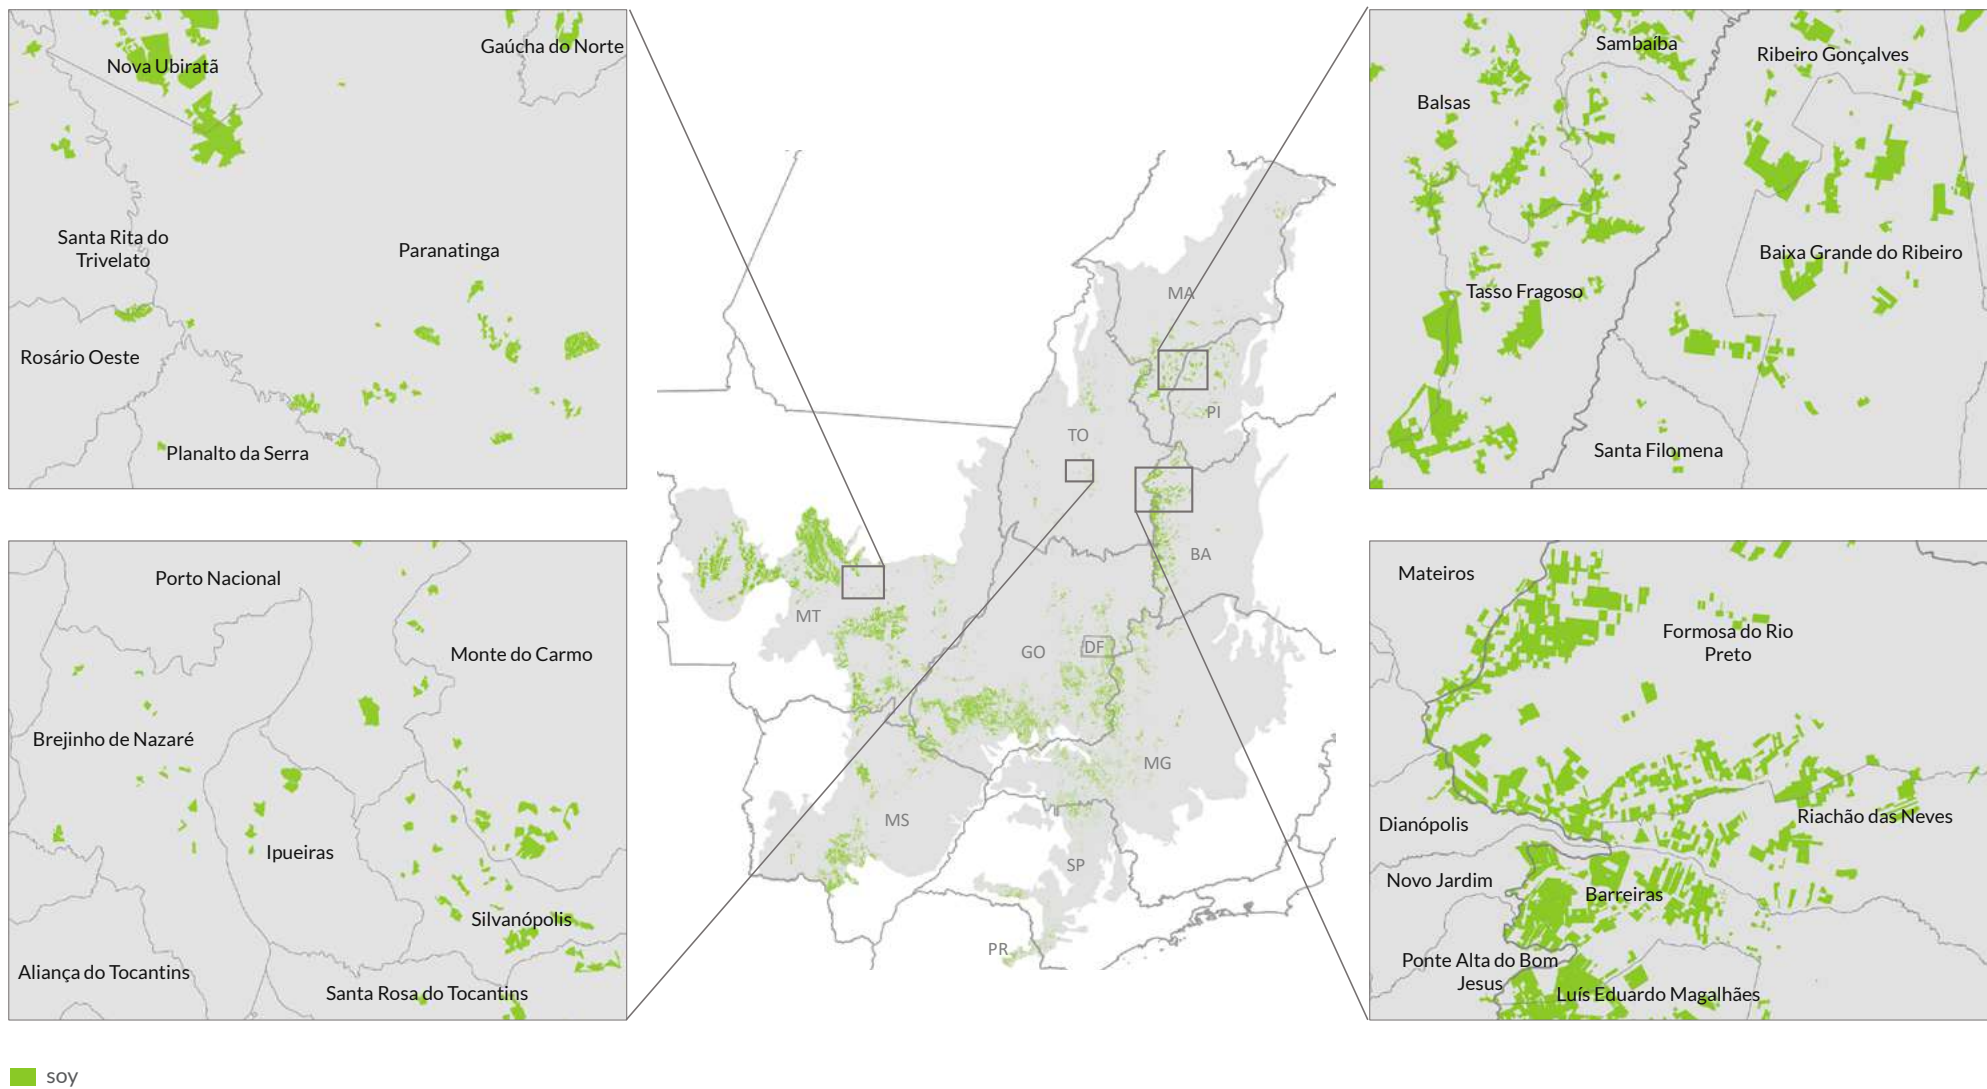 Nova Ubiratã
Gaúcha do Norte
Santa Rita do
Trivelato
Paranatinga
Rosário Oeste
Planalto da Serra
Porto Nacional
Monte do Carmo
Brejinho de Nazaré
Ipueiras
Silvanópolis
Aliança do Tocantins
Santa Rosa do Tocantins
MA
PI
TO
BA
MT
GO
DF
MG
MS
SP
PR
Sambaíba
Ribeiro Gonçalves
Balsas
Baixa Grande do Ribeiro
Tasso Fragoso
Santa Filomena
Mateiros
Formosa do Rio
Preto
Dianópolis
Riachão das Neves
Novo Jardim
Barreiras
Ponte Alta do Bom
Jesus
Luís Eduardo Magalhães
soy